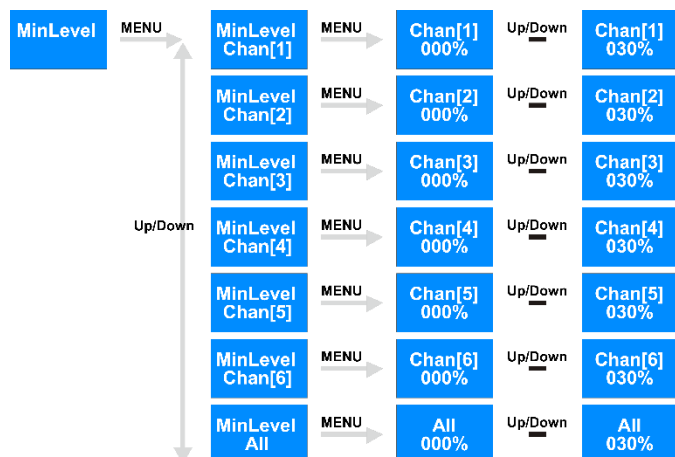 MinLevel MENU MinLevel MENU Chan[1] Up/Down Chan[1]
Chan[1] 000% 030%
MinLevel MENU Chan[2] Up/Down Chan[2]
Chan[2] 000% 030%
MinLevel MENU Chan[3] Up/Down Chan[3]
Chan[3] 000% 030%
Up/Down
MinLevel MENU Chan[4] Up/Down Chan[4]
Chan[4] 000% 030%
MinLevel MENU Chan[5] Up/Down Chan[5]
Chan[5] 000% 030%
MinLevel MENU Chan[6] Up/Down Chan[6]
Chan[6] 000% 030%
MinLevel MENU All Up/Down All
All 000% 030%